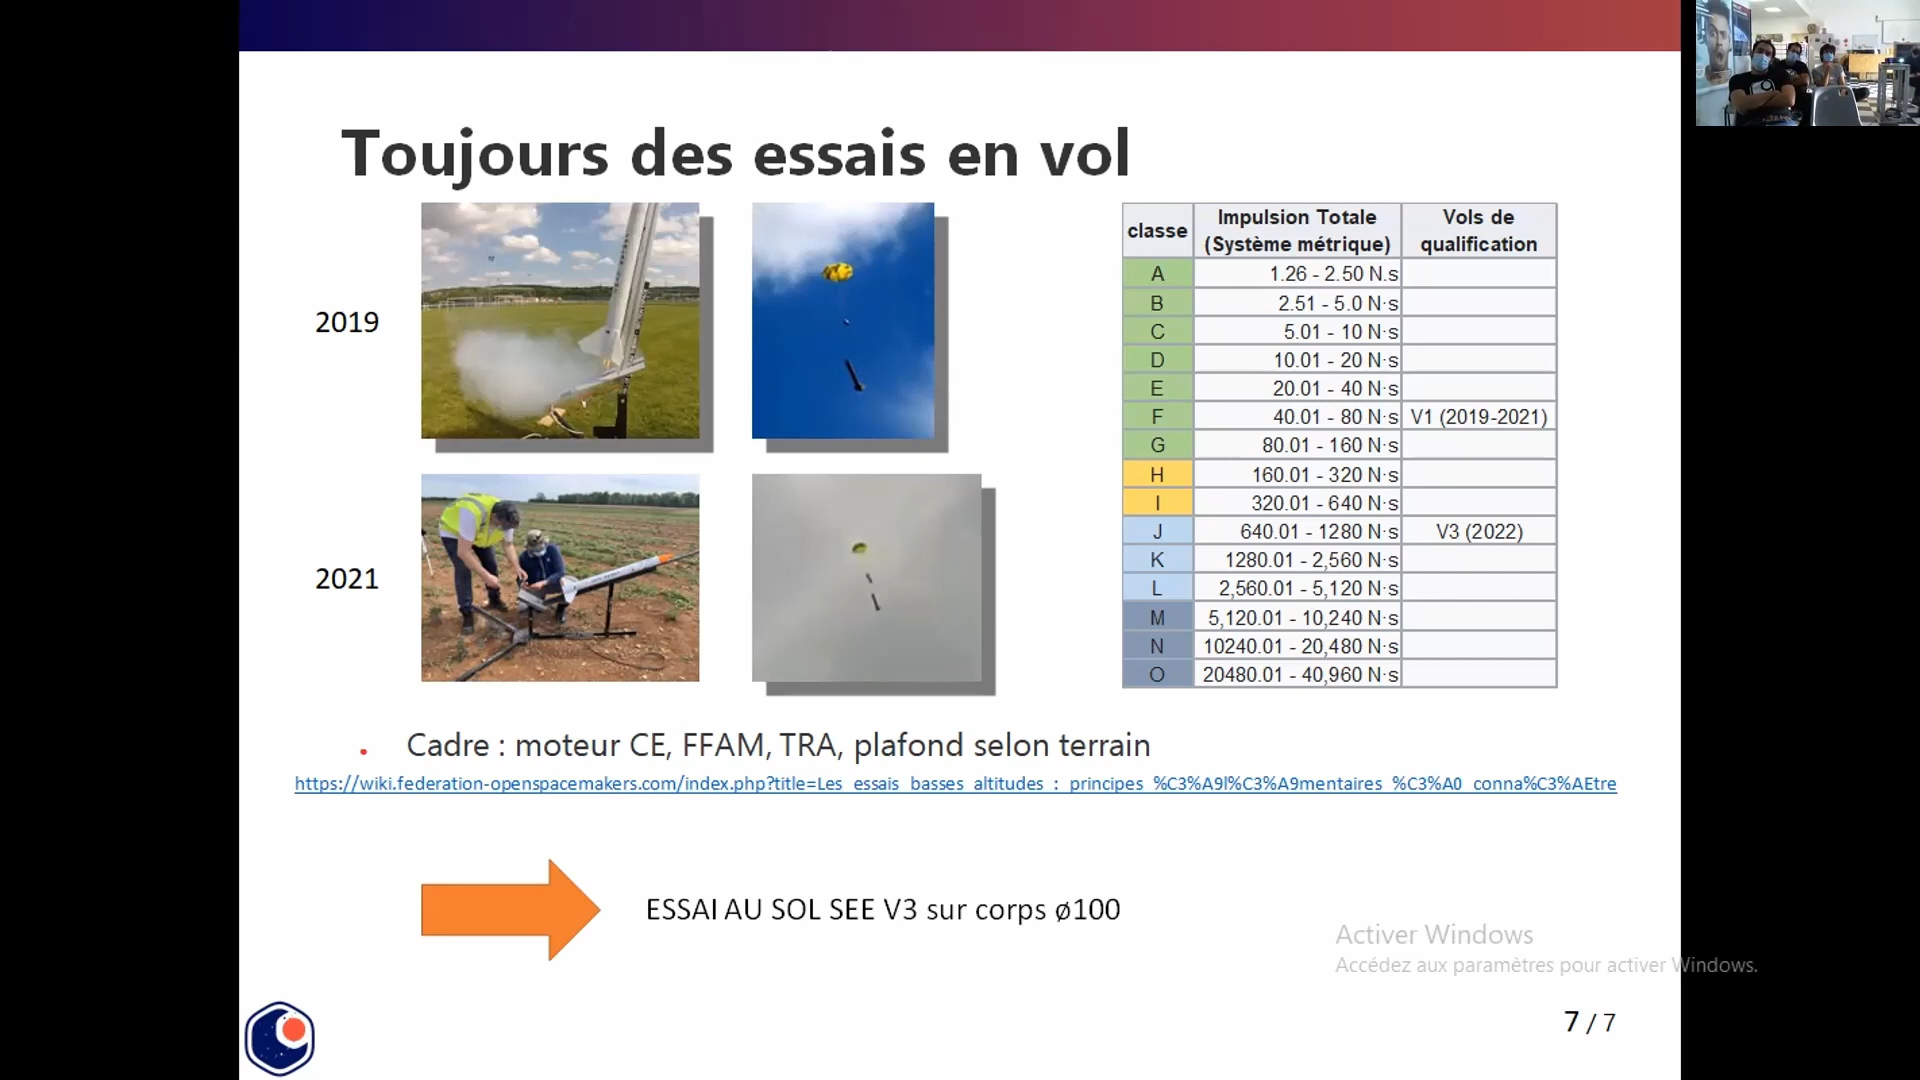 Toujours des essais en vol
2019
2021
classe Impulsion Totale (Système métrique) Vols de qualification
A 1.26 - 2.50 N.s
B 2.51 - 5.0 N·s
C 5.01 - 10 N·s
D 10.01 - 20 N·s
E 20.01 - 40 N·s
F 40.01 - 80 N·s V1 (2019-2021)
G 80.01 - 160 N·s
H 160.01 - 320 N·s
I 320.01 - 640 N·s
J 640.01 - 1280 N·s V3 (2022)
K 1280.01 - 2,560 N·s
L 2,560.01 - 5,120 N·s
M 5,120.01 - 10,240 N·s
N 10240.01 - 20,480 N·s
O 20480.01 - 40,960 N·s
. Cadre : moteur CE, FFAM, TRA, plafond selon terrain
https://wiki.federation-openspacemakers.com/index.php?title=Les_essais_basses_altitudes_:_principes_%C3%A9l%C3%A9mentaires_%C3%A0_conna%C3%AEtre
ESSAI AU SOL SEE V3 sur corps ø100
Activer Windows
Accédez aux paramètres pour activer Windows.
7 / 7